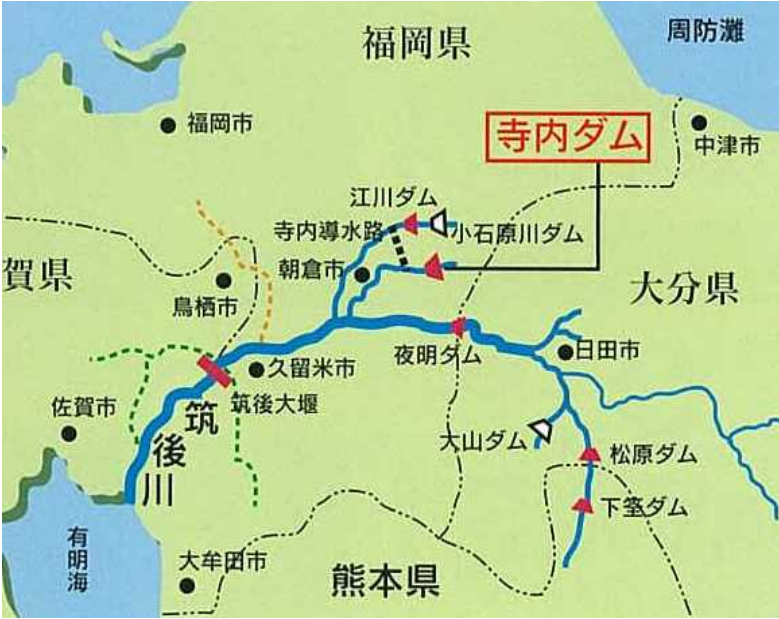 福岡県
周防灘
福岡市
寺内ダム
中津市
江川ダム
寺内導水路
小石原川ダム
朝倉市
賀県
鳥栖市
大分県
夜明ダム
日田市
久留米市
佐賀市
筑後大堰
筑後川
大山ダム
松原ダム
下筌ダム
有明海
大牟田市
熊本県